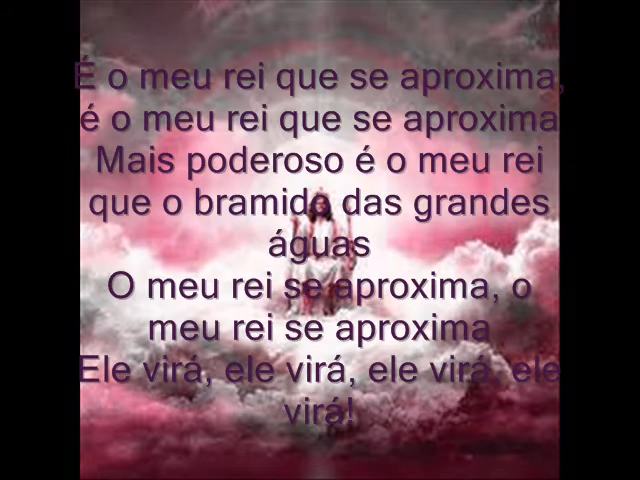 É o meu rei que se aproxima,
é o meu rei que se aproxima
Mais poderoso é o meu rei
que o bramido das grandes
águas
O meu rei se aproxima, o
meu rei se aproxima
Ele virá, ele virá, ele virá, ele
virá!